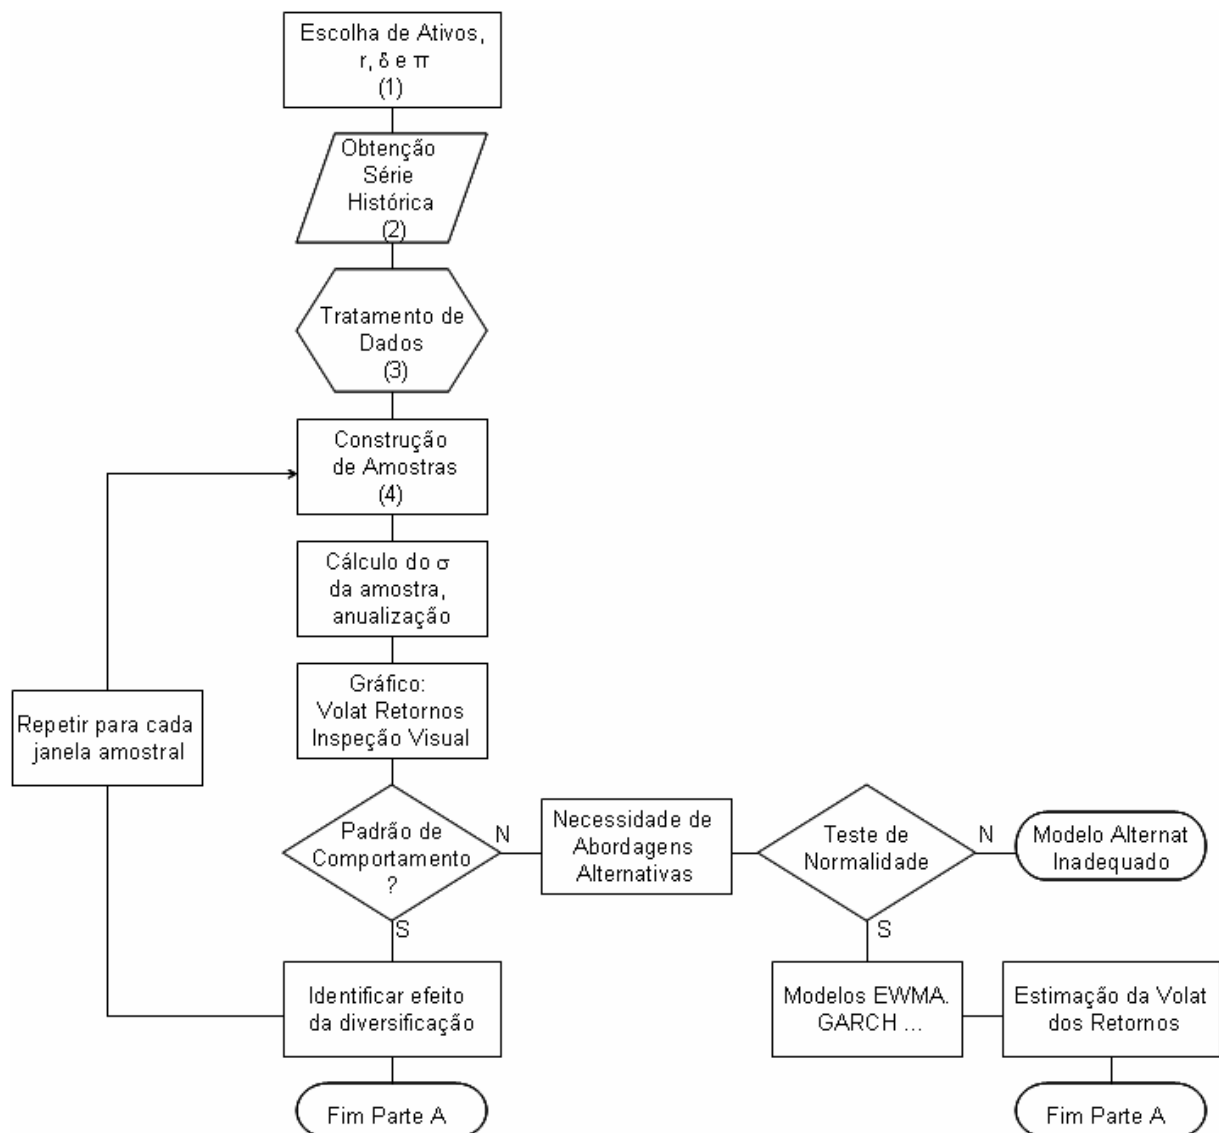 Escolha de Ativos,
r, δ e π
(1)
Obtenção
Série
Histórica
(2)
Tratamento de
Dados
(3)
Construção
de Amostras
(4)
Cálculo do σ
da amostra,
anualização
Gráfico:
Volat Retornos
Inspeção Visual
Repetir para cada
janela amostral
Padrão de
Comportamento
?
N
S
Necessidade de
Abordagens
Alternativas
Teste de
Normalidade
N
S
Modelo Alternat
Inadequado
Identificar efeito
da diversificação
Modelos EWMA.
GARCH ...
Estimação da Volat
dos Retornos
Fim Parte A
Fim Parte A